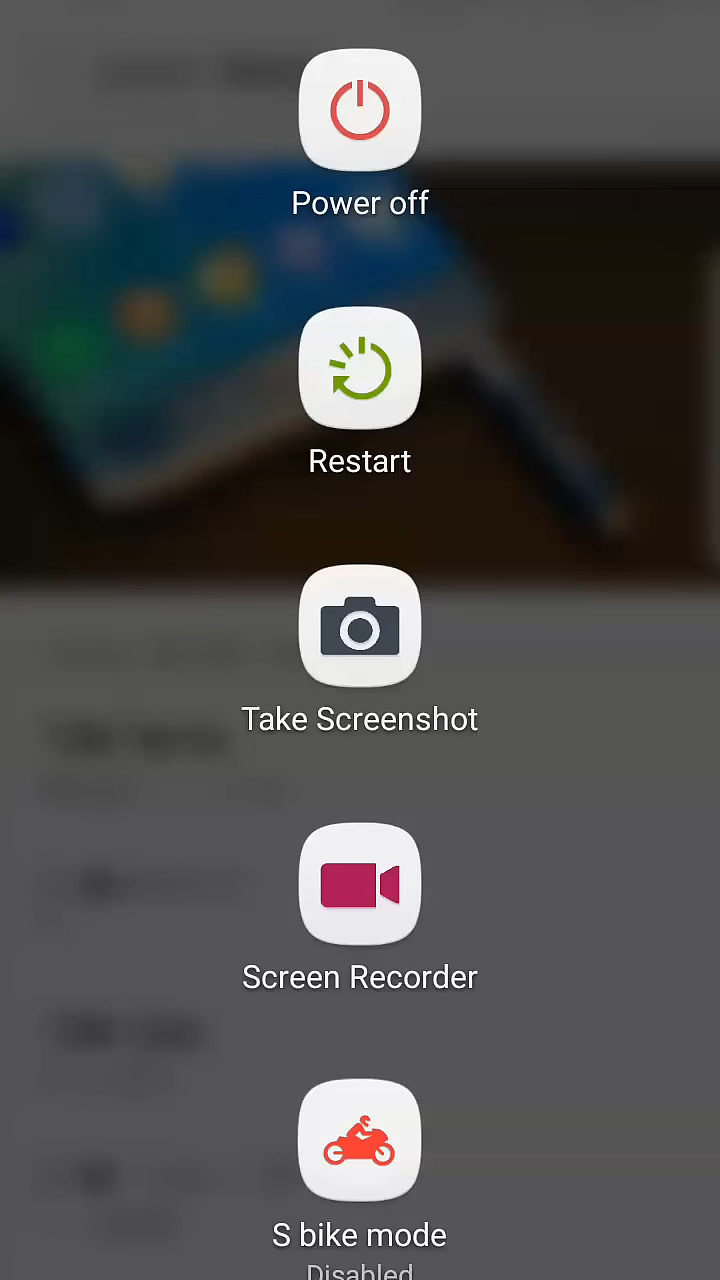 Power off
Restart
Take Screenshot
Screen Recorder
S bike mode
Disabled